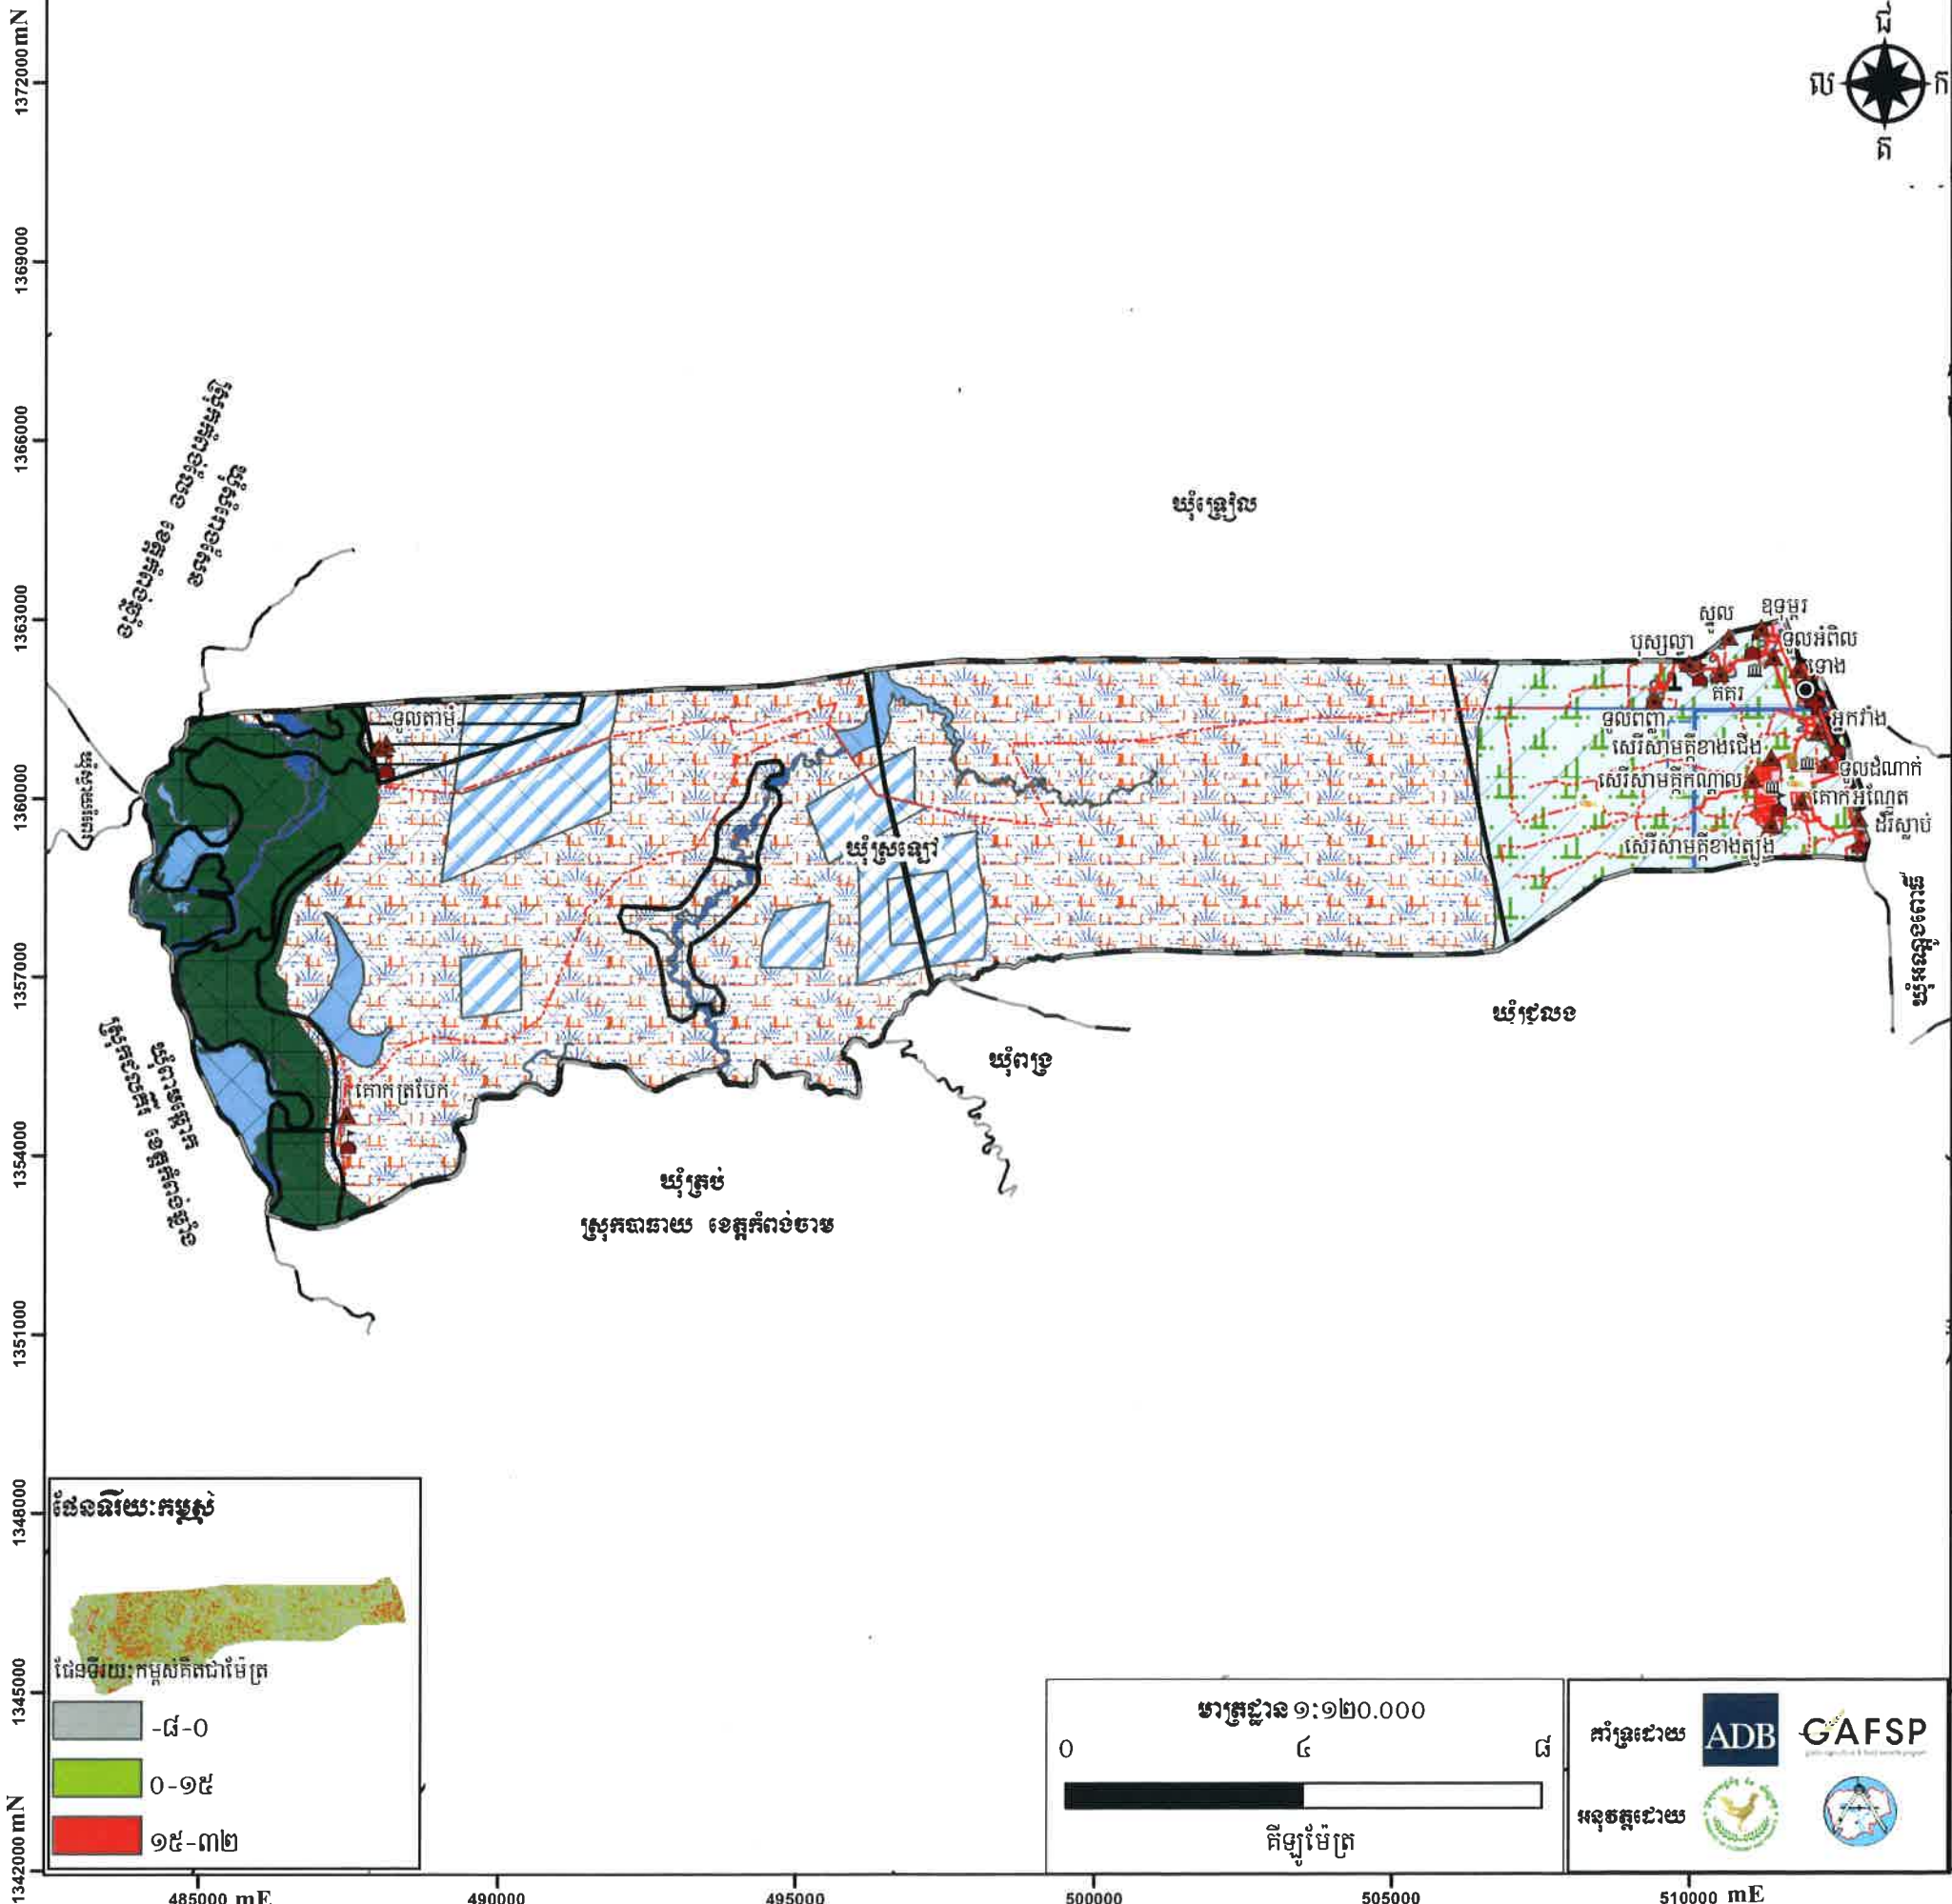 1372000mN
1369000
1366000
1363000
1360000
1357000
1354000
1351000
1348000
1345000
1342000 mN
ជ
ល
ក
ត
ឃុំទ្រៀល
ស្នួល
ឧទុម្ពរ
បុស្សល្វា
ទួលអំពិល
គគរ
ទួលពញ្ញា
អ្នករាំង
សេរីសាមគ្គីខាងជើង
ទួលដំណាក់
សេរីសាមគ្គីកណ្ដាល
គោកអណ្ដែត
ដីរីស្លាប់
សេរីសាមគ្គីខាងត្បូង
ទួលតាមុំ
ឃុំស្រឡៅ
គោកត្របែក
ឃុំជ្រលង
ឃុំពង្រ
ឃុំត្រប់
ស្រុកបាធាយ ខេត្តកំពង់ចាម
ផែនទីរយៈកម្ពស់
ផែនទីរយៈកម្ពស់គិតជាម៉ែត្រ
-៨-០
០-១៥
១៥-៣២
មាត្រដ្ឋាន ១:១២០.០០០
០ ៤ ៨
គីឡូម៉ែត្រ
គាំទ្រដោយ
ADB
GAFSP
អនុវត្តដោយ
485000 mE
490000
495000
500000
505000
510000 mE